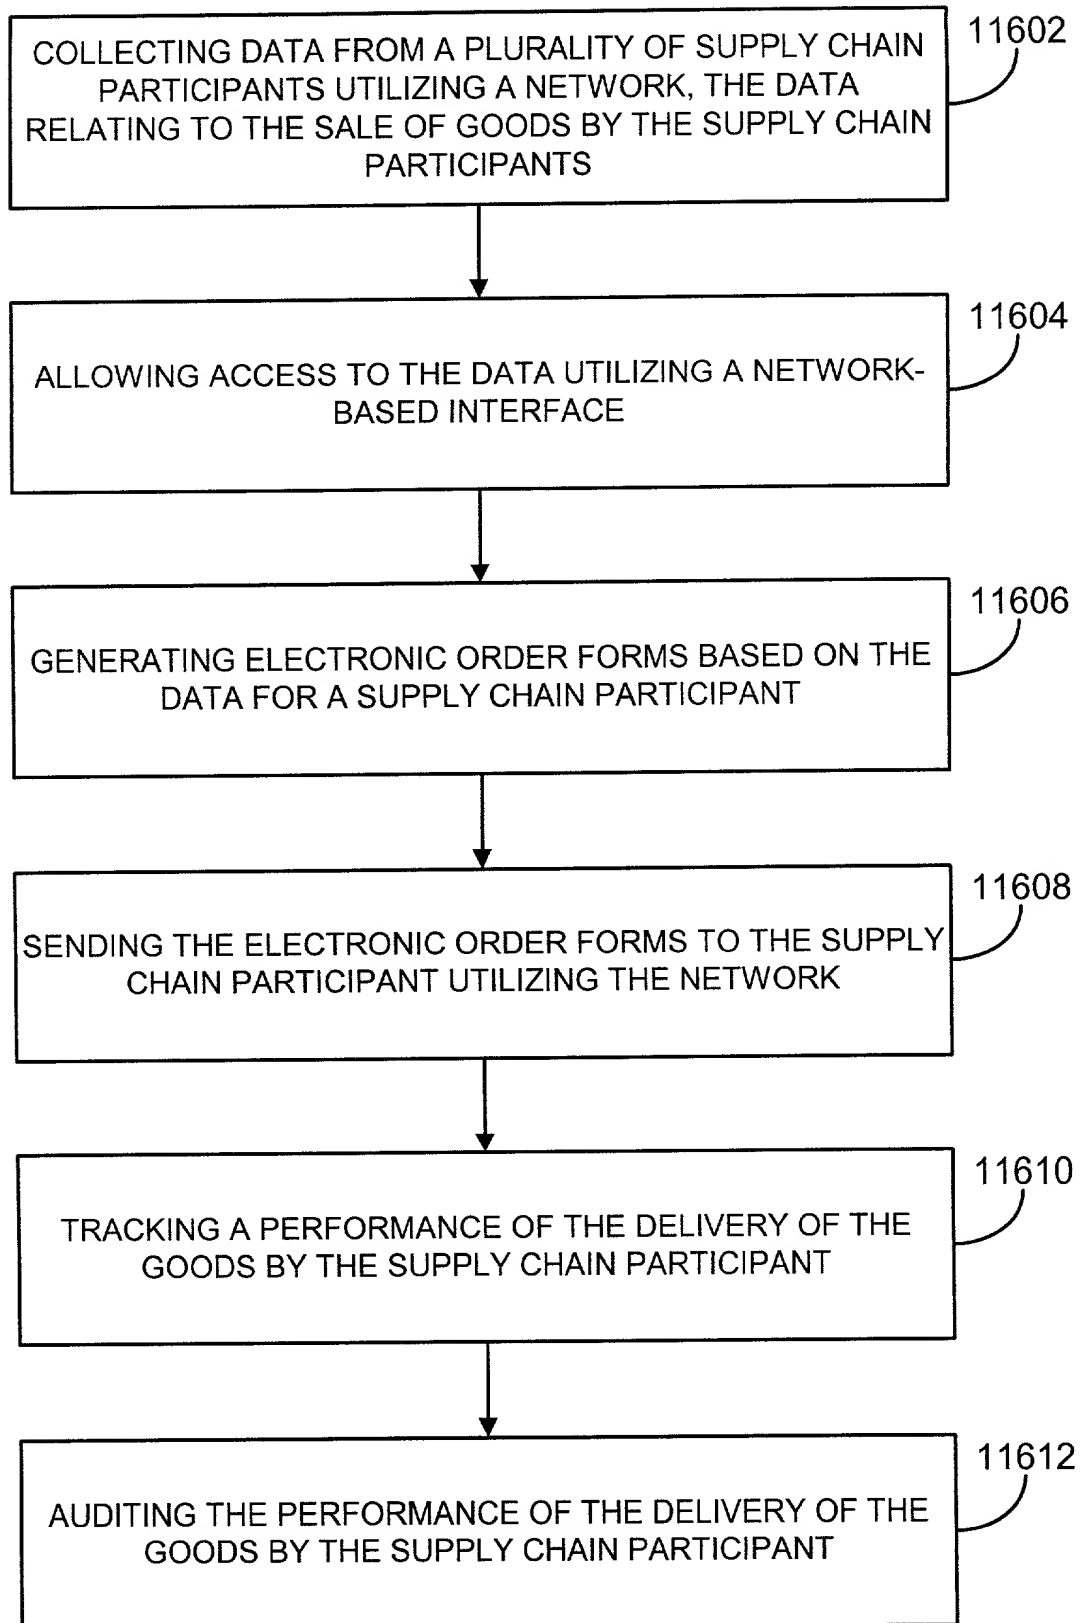 COLLECTING DATA FROM A PLURALITY OF SUPPLY CHAIN
PARTICIPANTS UTILIZING A NETWORK, THE DATA
RELATING TO THE SALE OF GOODS BY THE SUPPLY CHAIN
PARTICIPANTS
11602
ALLOWING ACCESS TO THE DATA UTILIZING A NETWORK-
BASED INTERFACE
11604
GENERATING ELECTRONIC ORDER FORMS BASED ON THE
DATA FOR A SUPPLY CHAIN PARTICIPANT
11606
SENDING THE ELECTRONIC ORDER FORMS TO THE SUPPLY
CHAIN PARTICIPANT UTILIZING THE NETWORK
11608
TRACKING A PERFORMANCE OF THE DELIVERY OF THE
GOODS BY THE SUPPLY CHAIN PARTICIPANT
11610
AUDITING THE PERFORMANCE OF THE DELIVERY OF THE
GOODS BY THE SUPPLY CHAIN PARTICIPANT
11612